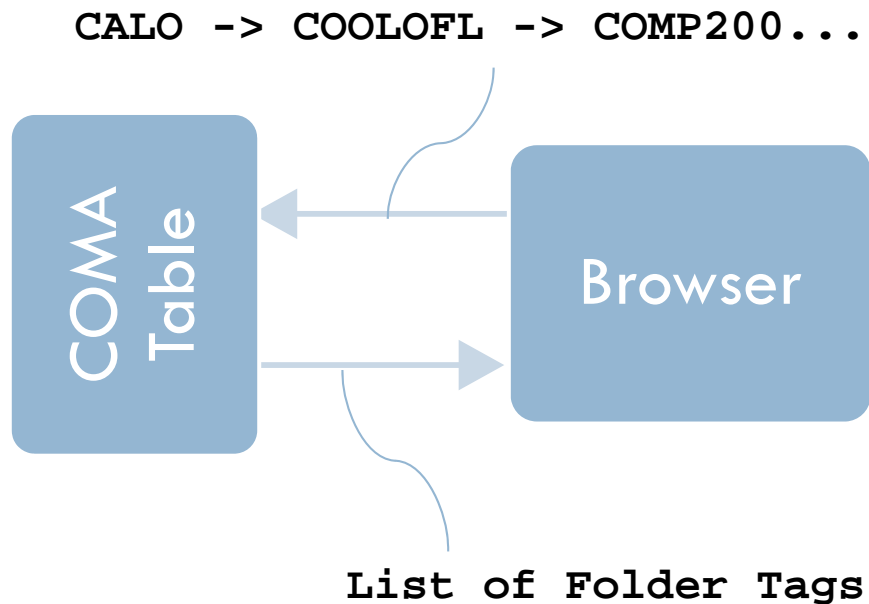 CALO -> COOLOFL -> COMP200...
COMA
Table
Browser
List of Folder Tags